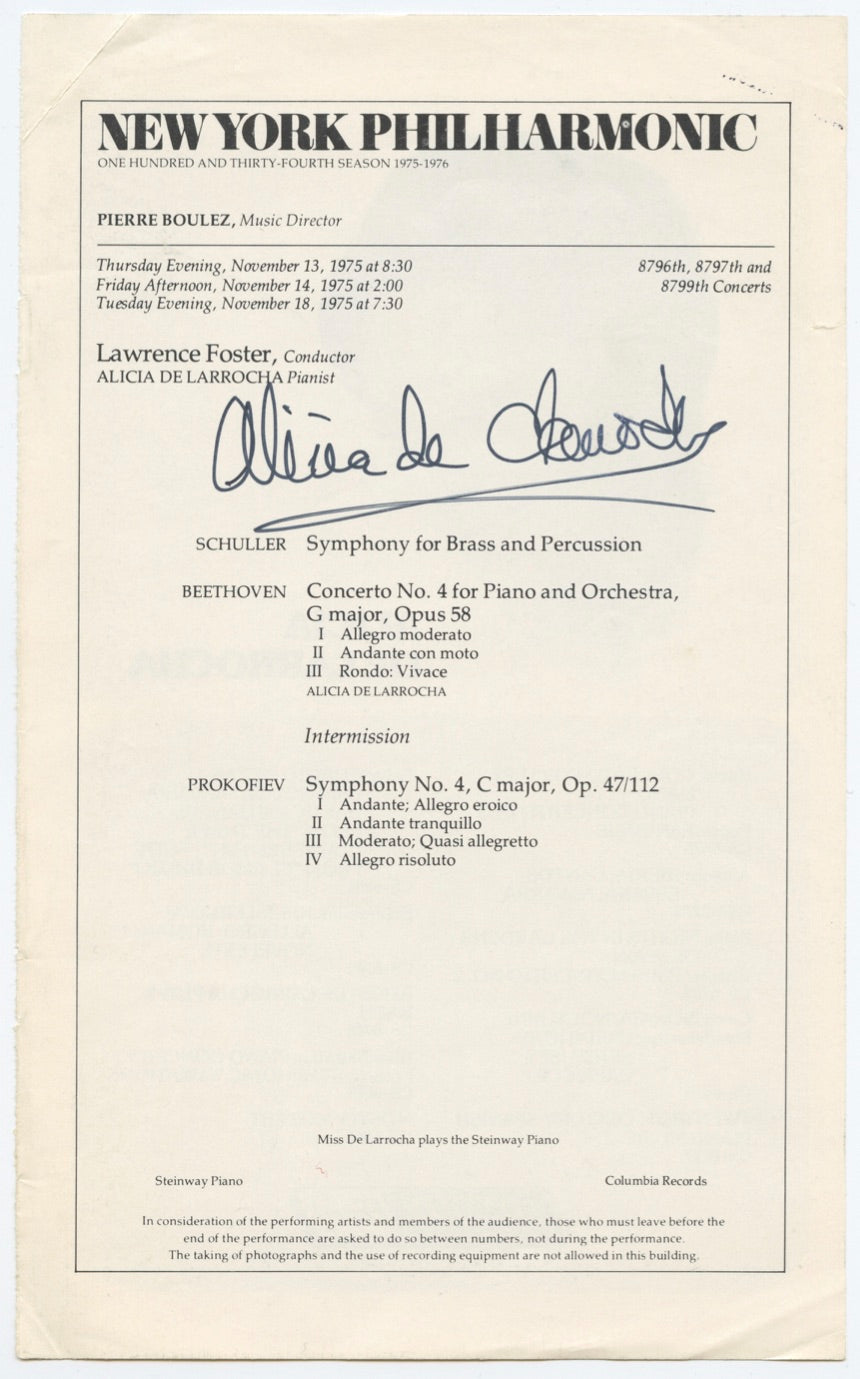 NEW YORK PHILHARMONIC
ONE HUNDRED AND THIRTY-FOURTH SEASON 1975-1976
PIERRE BOULEZ, Music Director
Thursday Evening, November 13, 1975 at 8:30
Friday Afternoon, November 14, 1975 at 2:00
Tuesday Evening, November 18, 1975 at 7:30
8796th, 8797th and
8799th Concerts
Lawrence Foster, Conductor
ALICIA DE LARROCHA Pianist
Alicia de Larrocha
SCHULLER Symphony for Brass and Percussion
BEETHOVEN Concerto No. 4 for Piano and Orchestra,
G major, Opus 58
I Allegro moderato
II Andante con moto
III Rondo: Vivace
ALICIA DE LARROCHA
Intermission
PROKOFIEV Symphony No. 4, C major, Op. 47/112
I Andante; Allegro eroico
II Andante tranquillo
III Moderato; Quasi allegretto
IV Allegro risoluto
Miss De Larrocha plays the Steinway Piano
Steinway Piano
Columbia Records
In consideration of the performing artists and members of the audience, those who must leave before the
end of the performance are asked to do so between numbers, not during the performance.
The taking of photographs and the use of recording equipment are not allowed in this building.